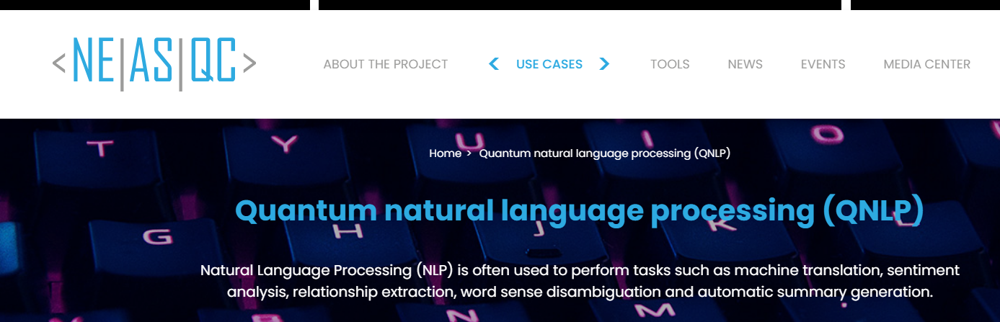 <NE|AS|QC>
ABOUT THE PROJECT < USE CASES > TOOLS NEWS EVENTS MEDIA CENTER
Home > Quantum natural language processing (QNLP)
Quantum natural language processing (QNLP)
Natural Language Processing (NLP) is often used to perform tasks such as machine translation, sentiment
analysis, relationship extraction, word sense disambiguation and automatic summary generation.
T Y U I O
G H J K L
B N M